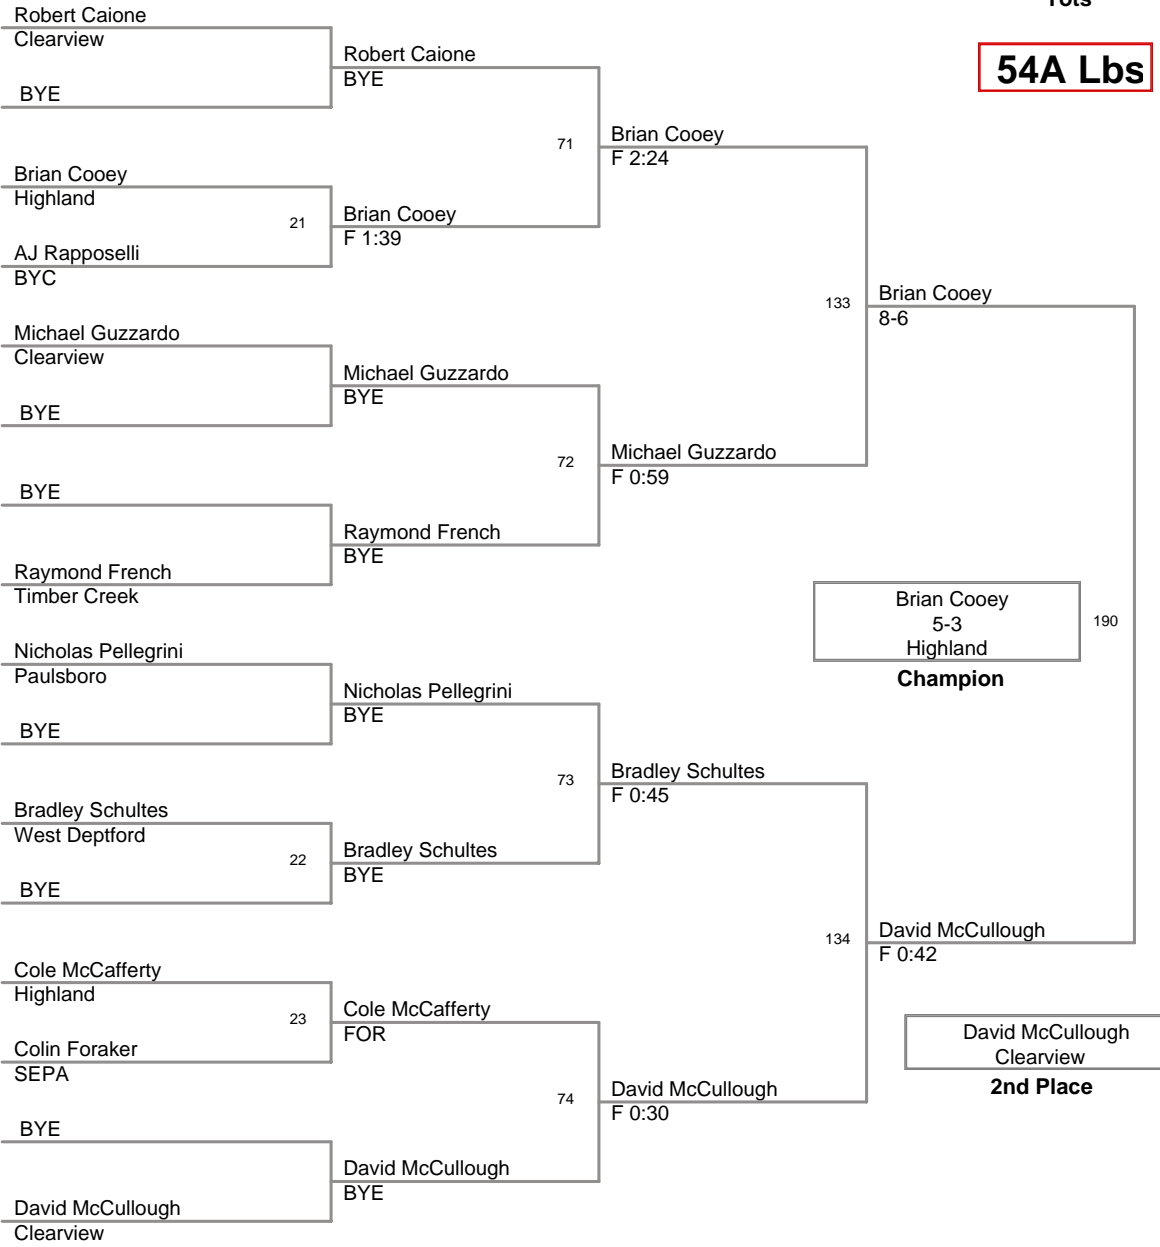 Tots
54A Lbs
Robert Caione
Clearview
BYE
Brian Cooey
Highland
21
AJ Rapposelli
BYC
Michael Guzzardo
Clearview
BYE
BYE
Raymond French
Timber Creek
Nicholas Pellegrini
Paulsboro
BYE
Bradley Schultes
West Deptford
22
BYE
Cole McCafferty
Highland
23
Colin Foraker
SEPA
BYE
David McCullough
Clearview
Robert Caione
BYE
71
Brian Cooey
F 1:39
Michael Guzzardo
BYE
72
Raymond French
BYE
Nicholas Pellegrini
BYE
73
Bradley Schultes
BYE
Cole McCafferty
FOR
74
David McCullough
BYE
Brian Cooey
F 2:24
133
Michael Guzzardo
F 0:59
Bradley Schultes
F 0:45
134
David McCullough
F 0:30
Brian Cooey
8-6
190
David McCullough
F 0:42
Brian Cooey
5-3
Highland
Champion
David McCullough
Clearview
2nd Place